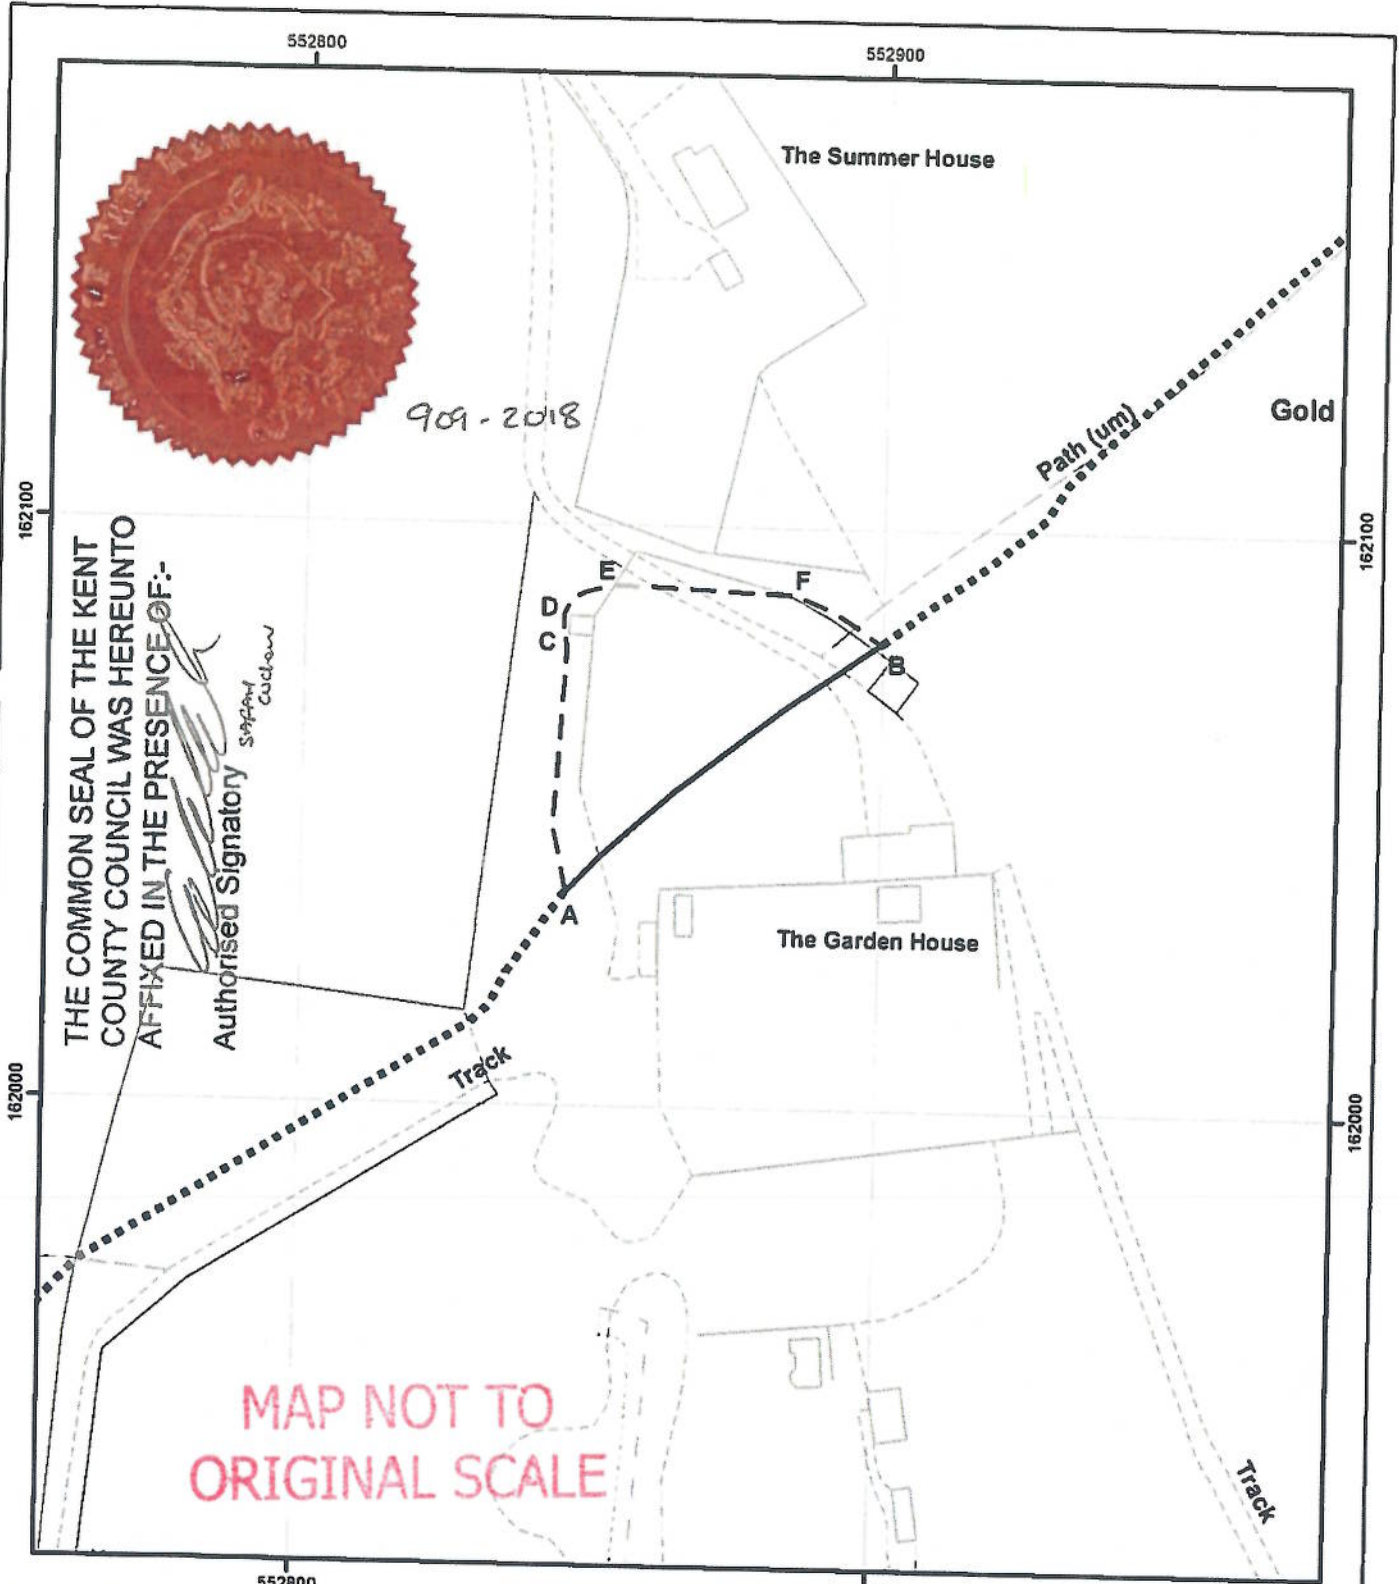 552800
552900
The Summer House
909-2018
Gold
Path (um)
162100
162100
THE COMMON SEAL OF THE KENT
COUNTY COUNCIL WAS HEREUNTO
AFFIXED IN THE PRESENCE OF:-
Authorised Signatory
E
F
D
C
B
A
The Garden House
Track
162000
162000
MAP NOT TO
ORIGINAL SCALE
Track
552800